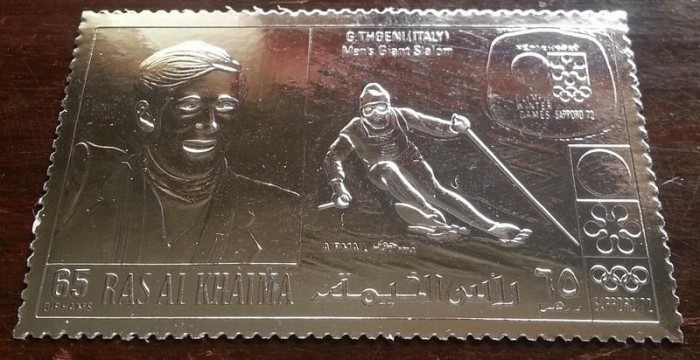 G. THOENI (ITALY)
Men's Giant Slalom
WINTER
GAMES SAPPORO 72
AIRMAIL
65
DIRHAMS
RAS AL KHAIMA
رأس الخيمة
٦٥
SAPPORO 72